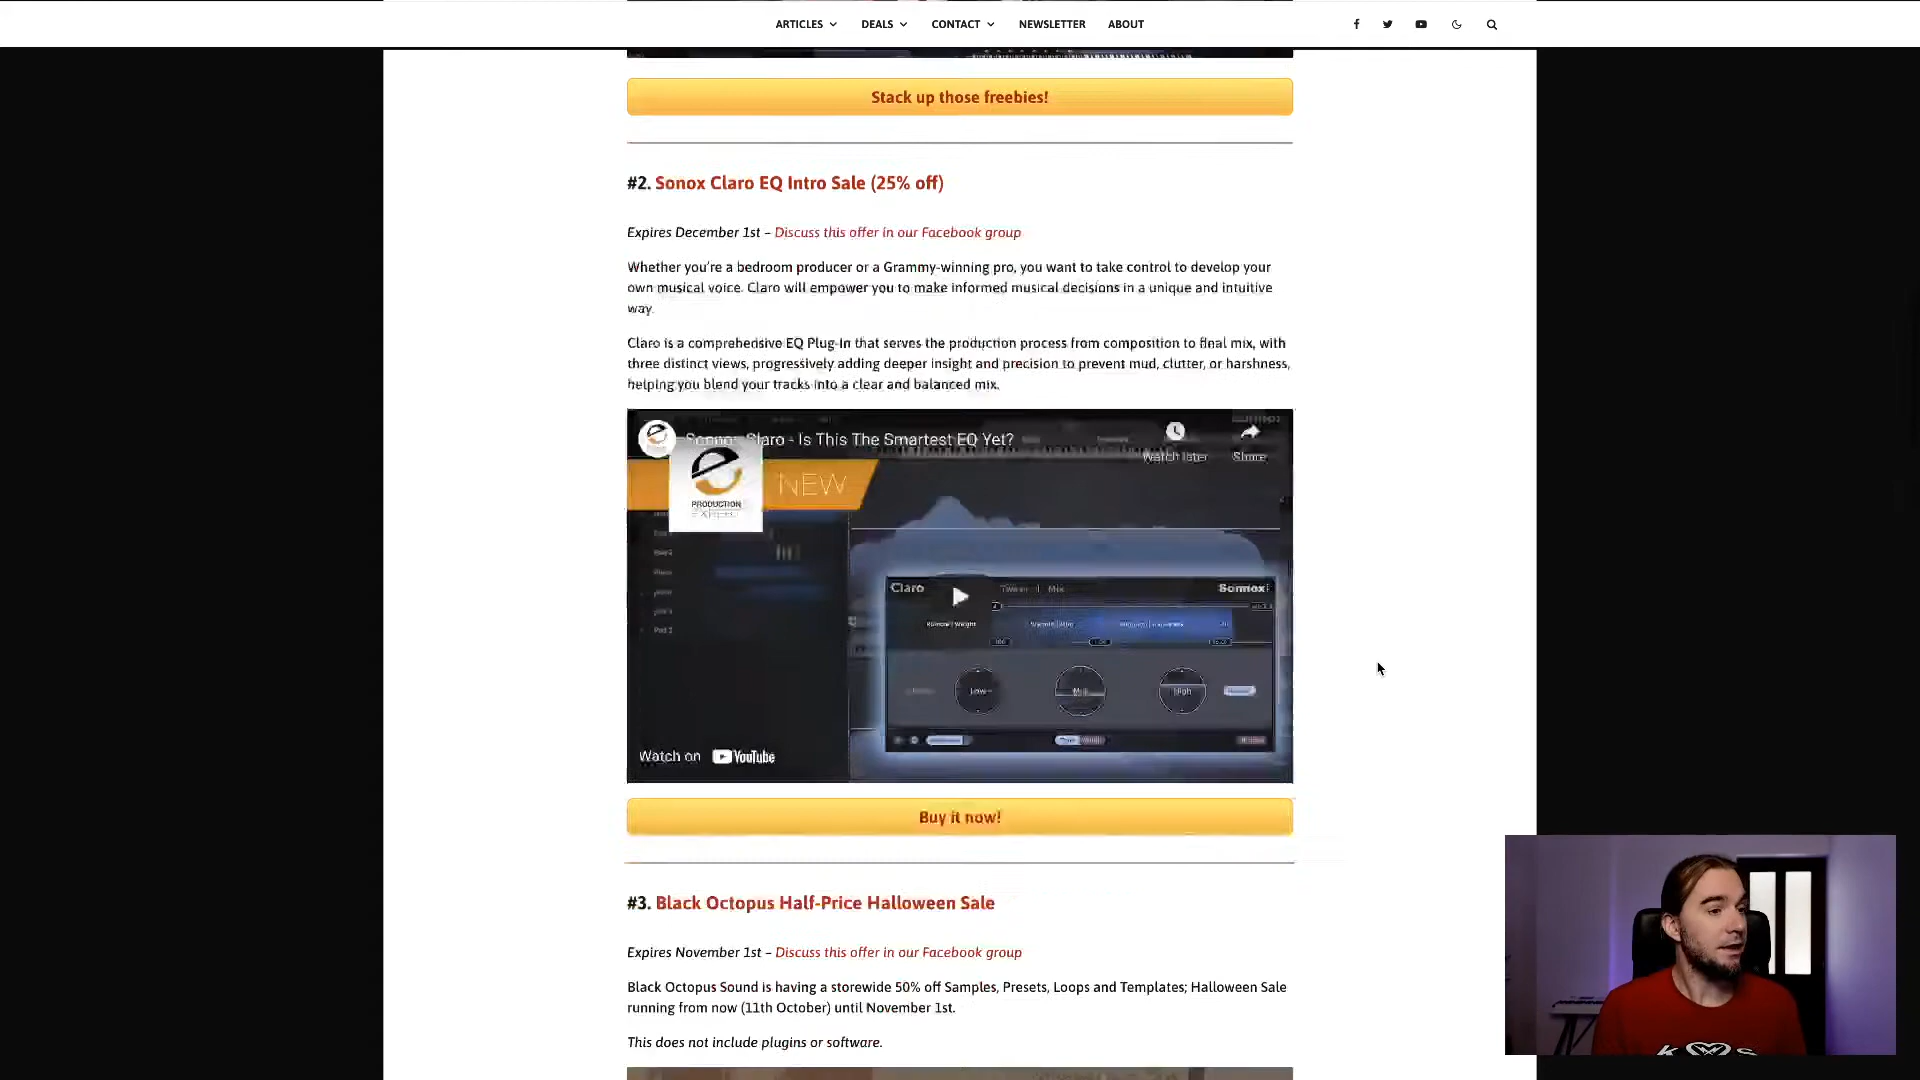 ARTICLES DEALS CONTACT NEWSLETTER ABOUT
Stack up those freebies!
#2. Sonox Claro EQ Intro Sale (25% off)
Expires December 1st – Discuss this offer in our Facebook group
Whether you're a bedroom producer or a Grammy-winning pro, you want to take control to develop your
own musical voice. Claro will empower you to make informed musical decisions in a unique and intuitive
way.
Claro is a comprehensive EQ Plug-In that serves the production process from composition to final mix, with
three distinct views, progressively adding deeper insight and precision to prevent mud, clutter, or harshness,
helping you blend your tracks into a clear and balanced mix.
Sonnox Claro - Is This The Smartest EQ Yet?
Watch later Share
NEW
PRODUCTION
EXPERT
Claro Tweak | Mix Sonnox
Low Mid High
Watch on YouTube
Buy it now!
#3. Black Octopus Half-Price Halloween Sale
Expires November 1st – Discuss this offer in our Facebook group
Black Octopus Sound is having a storewide 50% off Samples, Presets, Loops and Templates; Halloween Sale
running from now (11th October) until November 1st.
This does not include plugins or software.